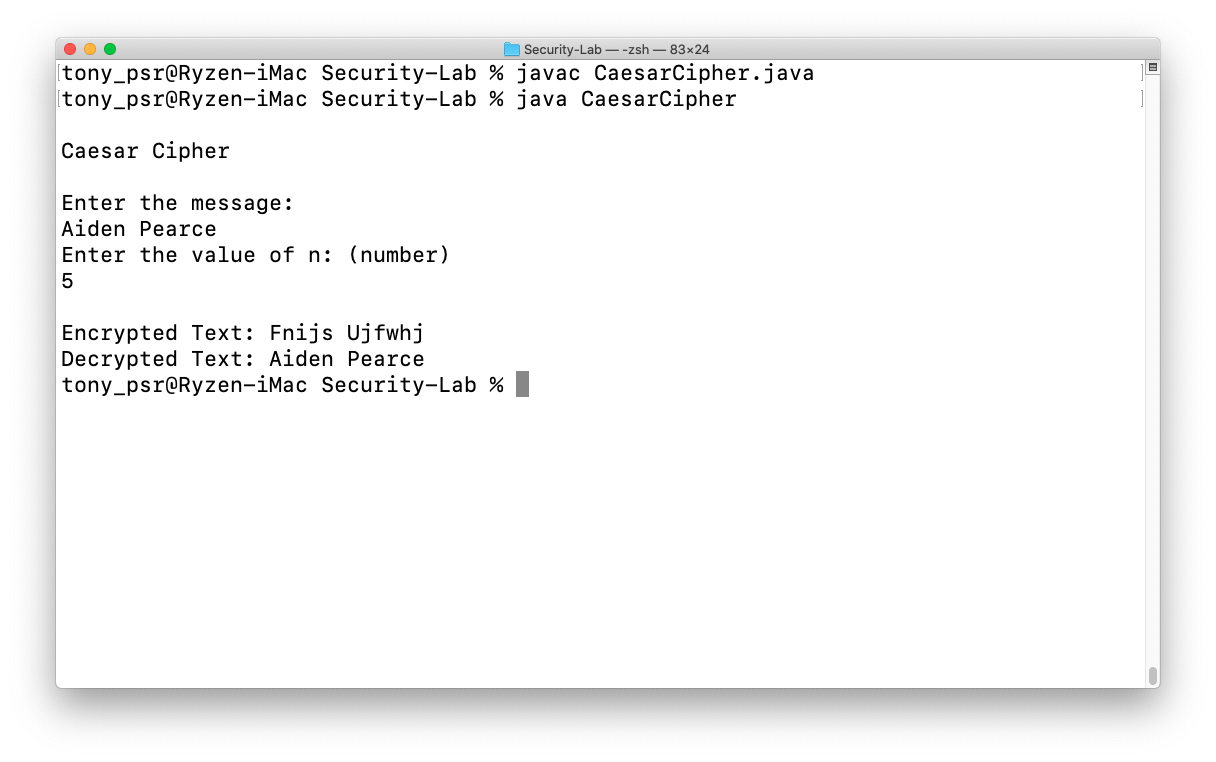 Security-Lab — -zsh — 83×24
[tony_psr@Ryzen-iMac Security-Lab % javac CaesarCipher.java ]
[tony_psr@Ryzen-iMac Security-Lab % java CaesarCipher ]
Caesar Cipher
Enter the message:
Aiden Pearce
Enter the value of n: (number)
5
Encrypted Text: Fnijs Ujfwhj
Decrypted Text: Aiden Pearce
tony_psr@Ryzen-iMac Security-Lab %